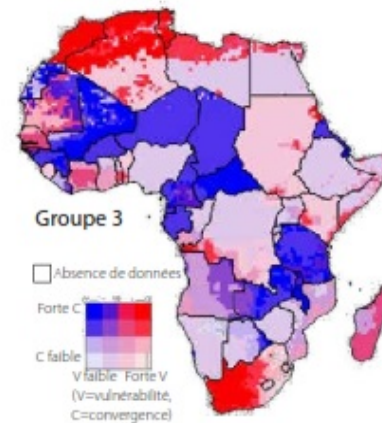 Groupe 3
Absence de données
Forte C
C faible
V faible Forte V
(V=vulnérabilité,
C=convergence)